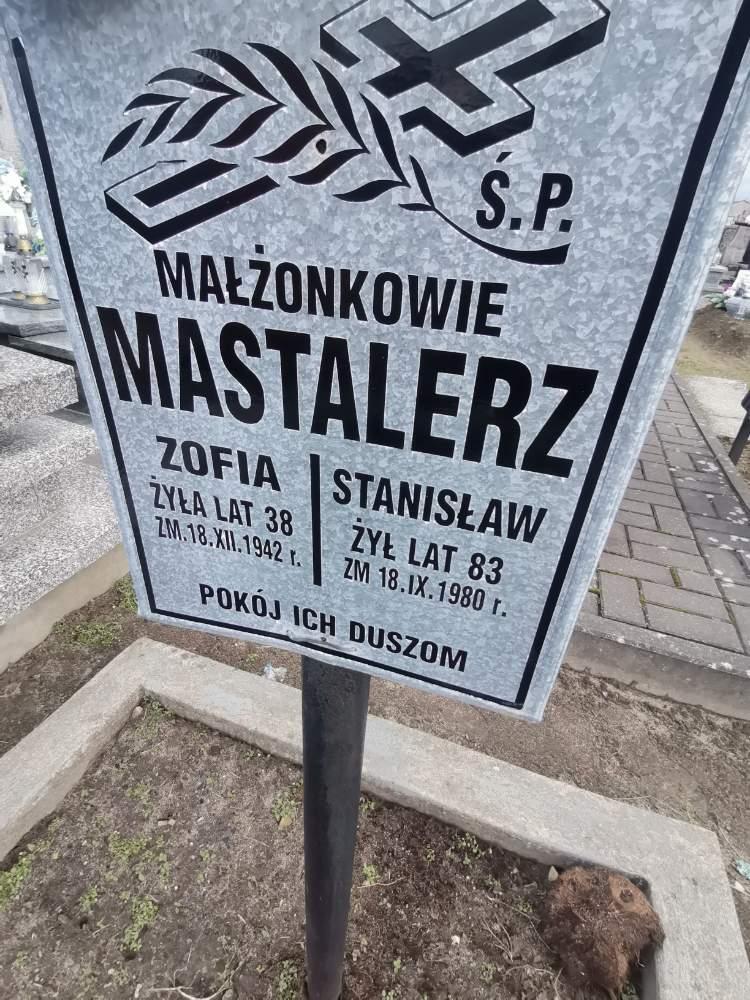 Ś.P.
MAŁŻONKOWIE
MASTALERZ
ZOFIA
ŻYŁA LAT 38
ZM.18.XII.1942 r.
STANISŁAW
ŻYŁ LAT 83
ZM 18.IX.1980 r.
POKÓJ ICH DUSZOM